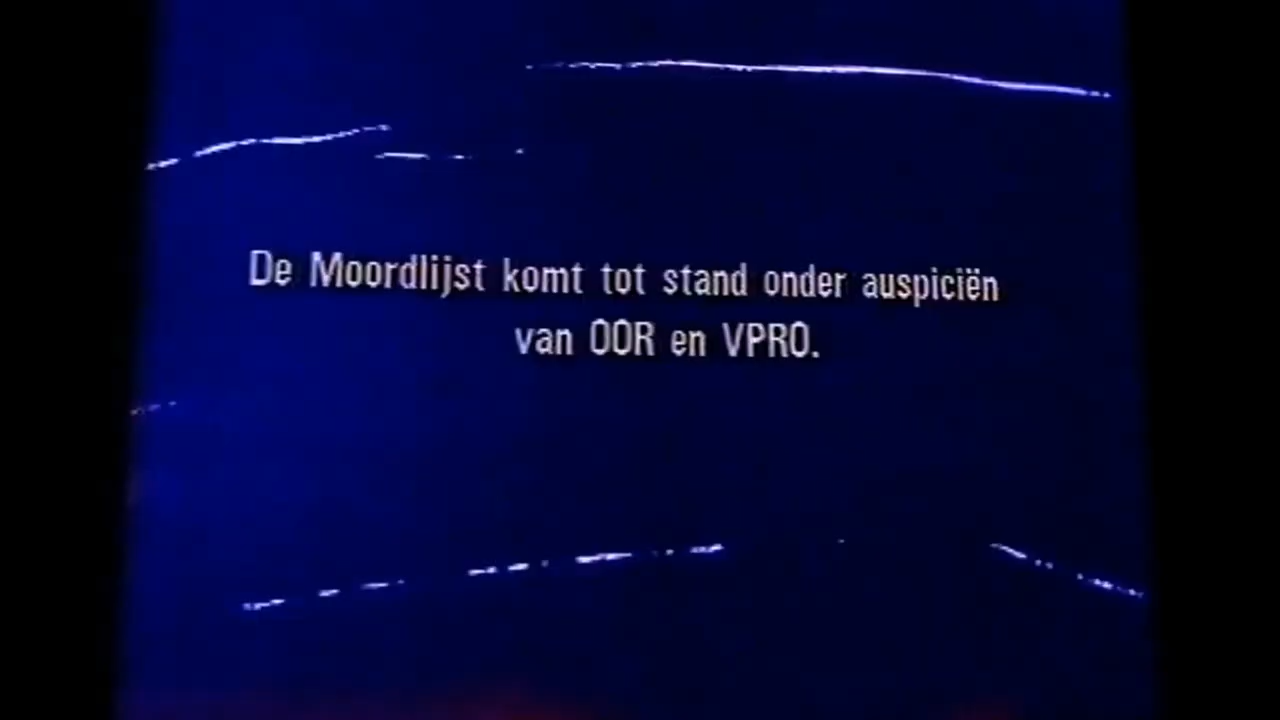 De Moordlijst komt tot stand onder auspiciën
van OOR en VPRO.